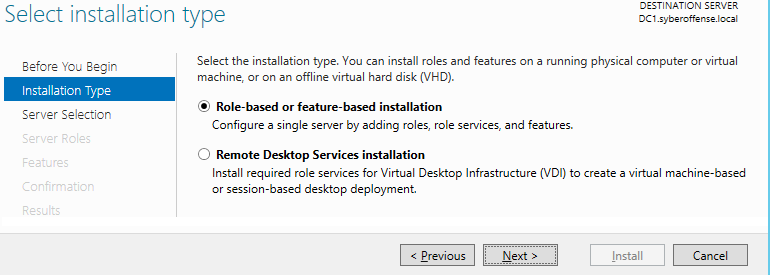 Select installation type
DESTINATION SERVER
DC1.syberoffense.local
Before You Begin
Installation Type
Server Selection
Server Roles
Features
Confirmation
Results
Select the installation type. You can install roles and features on a running physical computer or virtual
machine, or on an offline virtual hard disk (VHD).
Role-based or feature-based installation
Configure a single server by adding roles, role services, and features.
Remote Desktop Services installation
Install required role services for Virtual Desktop Infrastructure (VDI) to create a virtual machine-based
or session-based desktop deployment.
< Previous
Next >
Install
Cancel